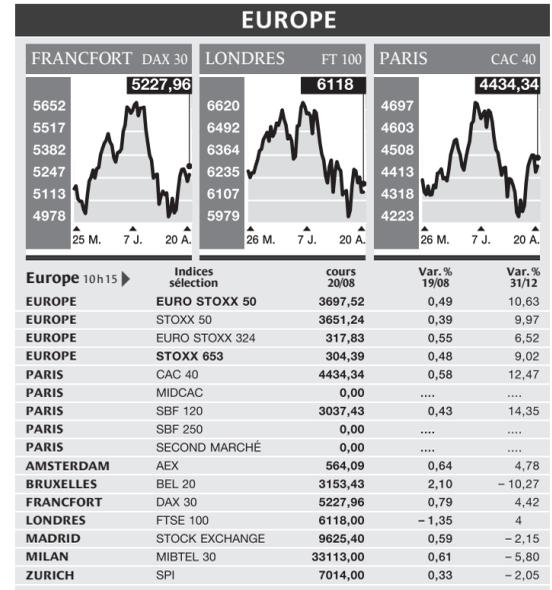 EUROPE
FRANCFORT DAX 30
5227,96
5652
5517
5382
5247
5113
4978
25 M. 7 J. 20 A.
LONDRES FT 100
6118
6620
6492
6364
6235
6107
5979
26 M. 7 J. 20 A.
PARIS CAC 40
4434,34
4697
4603
4508
4413
4318
4223
25 M. 7 J. 20 A.
Europe 10h15 Indices sélection cours 20/08 Var. % 19/08 Var. % 31/12
EUROPE EURO STOXX 50 3697,52 0,49 10,63
EUROPE STOXX 50 3651,24 0,39 9,97
EUROPE EURO STOXX 324 317,83 0,55 6,52
EUROPE STOXX 653 304,39 0,48 9,02
PARIS CAC 40 4434,34 0,58 12,47
PARIS MIDCAC 0,00 .... ....
PARIS SBF 120 3037,43 0,43 14,35
PARIS SBF 250 0,00 .... ....
PARIS SECOND MARCHÉ 0,00 .... ....
AMSTERDAM AEX 564,09 0,64 4,78
BRUXELLES BEL 20 3153,43 2,10 – 10,27
FRANCFORT DAX 30 5227,96 0,79 4,42
LONDRES FTSE 100 6118,00 – 1,35 4
MADRID STOCK EXCHANGE 9625,40 0,59 – 2,15
MILAN MIBTEL 30 33113,00 0,61 – 5,80
ZURICH SPI 7014,00 0,33 – 2,05